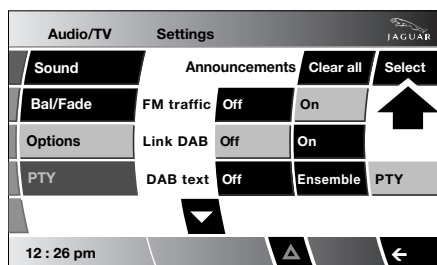 Audio/TV Settings JAGUAR
Sound Announcements Clear all Select
Bal/Fade FM traffic Off On
Options Link DAB Off On
PTY DAB text Off Ensemble PTY
12 : 26 pm